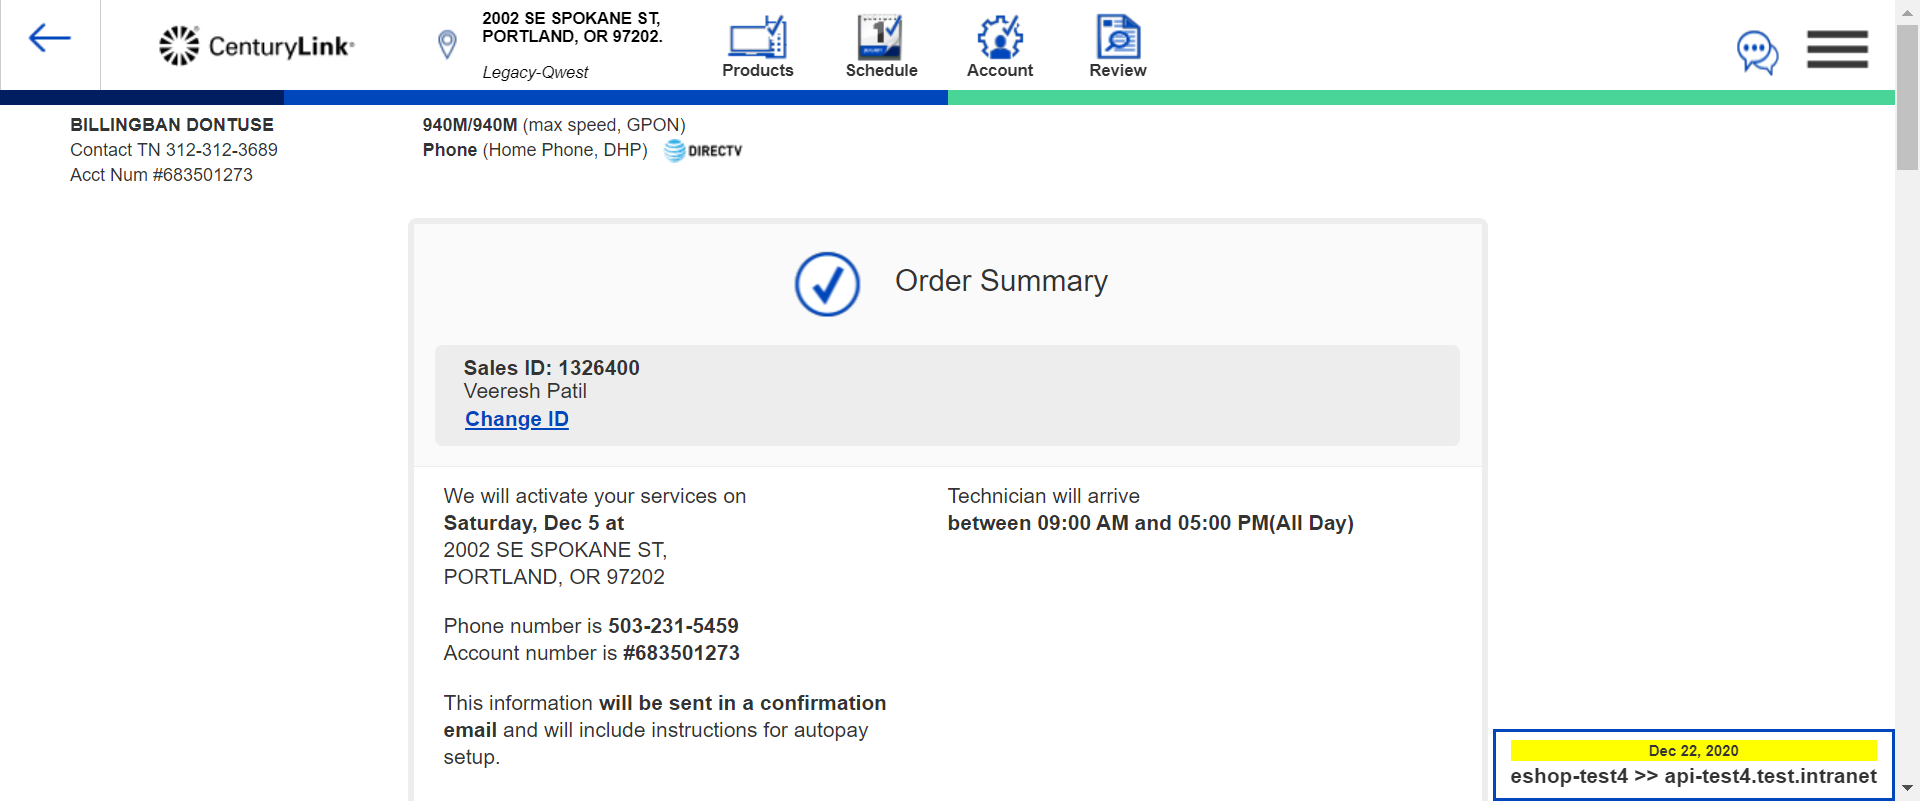 CenturyLink
2002 SE SPOKANE ST,
PORTLAND, OR 97202.
Legacy-Qwest
Products
1
Schedule
Account
Review
BILLINGBAN DONTUSE
Contact TN 312-312-3689
Acct Num #683501273
940M/940M (max speed, GPON)
Phone (Home Phone, DHP)
AT&T DIRECTV
Order Summary
Sales ID: 1326400
Veeresh Patil
Change ID
We will activate your services on
Saturday, Dec 5 at
2002 SE SPOKANE ST,
PORTLAND, OR 97202
Technician will arrive
between 09:00 AM and 05:00 PM(All Day)
Phone number is 503-231-5459
Account number is #683501273
This information will be sent in a confirmation
email and will include instructions for autopay
setup.
Dec 22, 2020
eshop-test4 >> api-test4.test.intranet